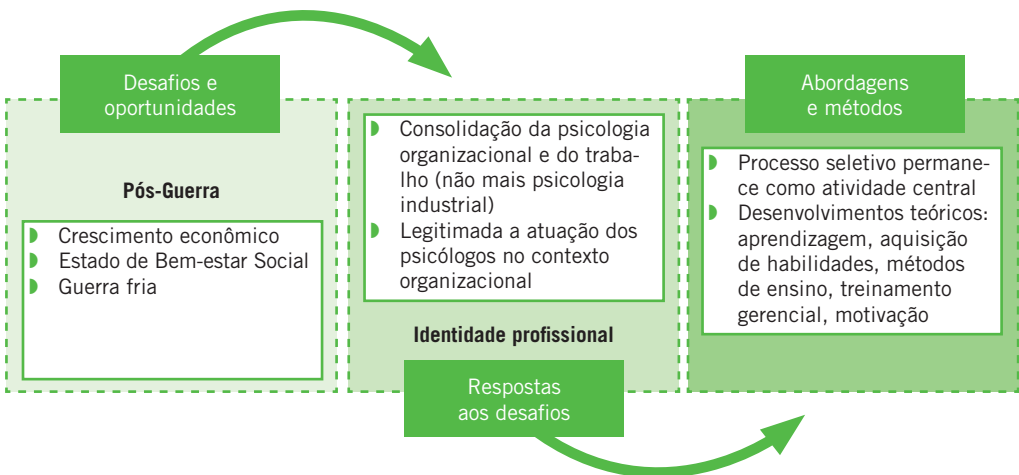 Desafios e
oportunidades
Pós-Guerra
Crescimento econômico
Estado de Bem-estar Social
Guerra fria
Consolidação da psicologia
organizacional e do traba-
lho (não mais psicologia
industrial)
Legitimada a atuação dos
psicólogos no contexto
organizacional
Identidade profissional
Respostas
aos desafios
Abordagens
e métodos
Processo seletivo permane-
ce como atividade central
Desenvolvimentos teóricos:
aprendizagem, aquisição
de habilidades, métodos
de ensino, treinamento
gerencial, motivação